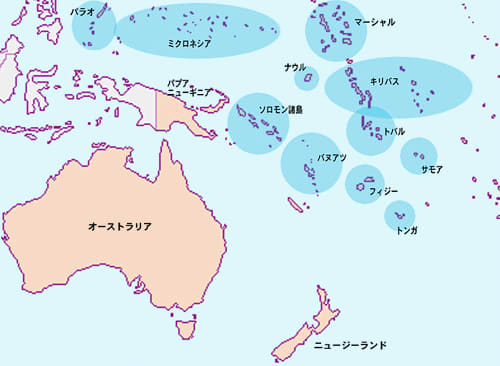 パラオ
ミクロネシア
マーシャル
ナウル
キリバス
パプア
ニューギニア
ソロモン諸島
トバル
バヌアツ
サモア
フィジー
トンガ
オーストラリア
ニュージーランド